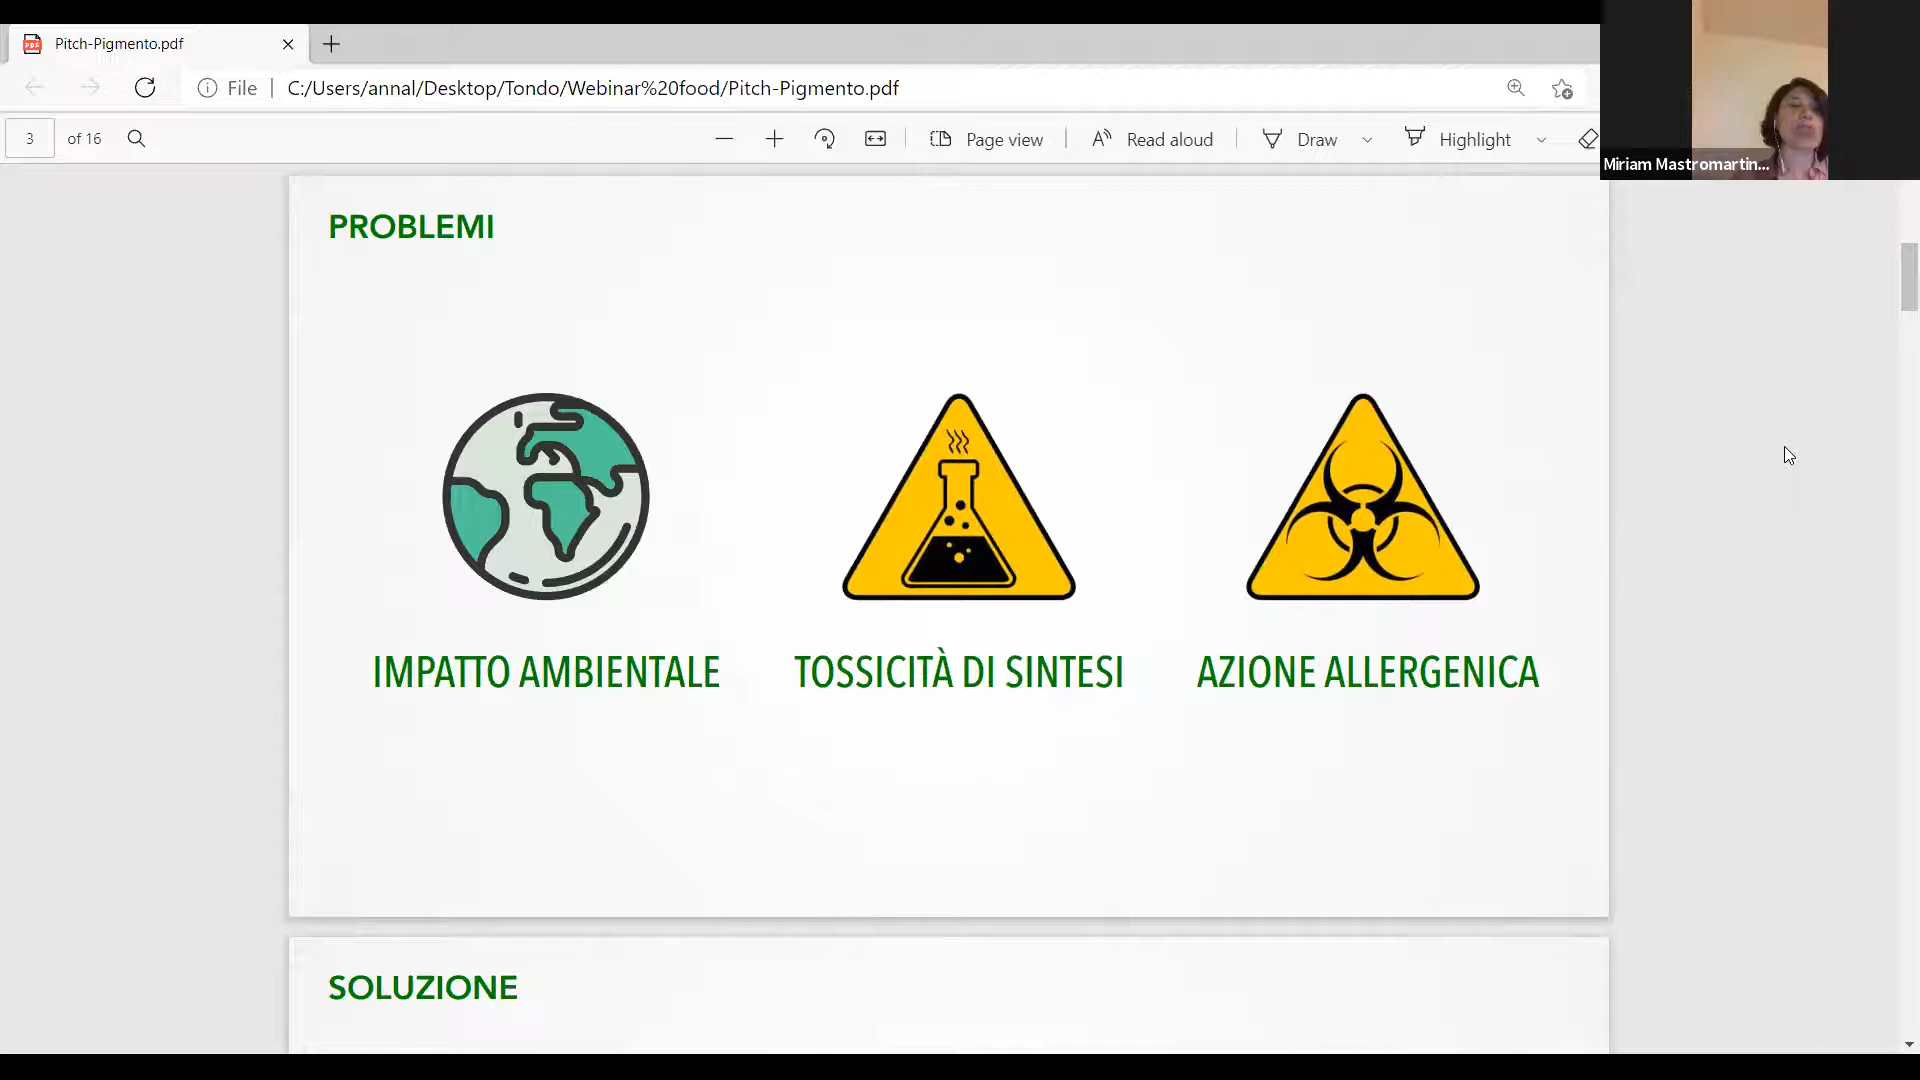 Pitch-Pigmento.pdf
File
C:/Users/annal/Desktop/Tondo/Webinar%20food/Pitch-Pigmento.pdf
3 of 16
Page view
Read aloud
Draw
Highlight
Miriam Mastromartin...
PROBLEMI
IMPATTO AMBIENTALE
TOSSICITÀ DI SINTESI
AZIONE ALLERGENICA
SOLUZIONE